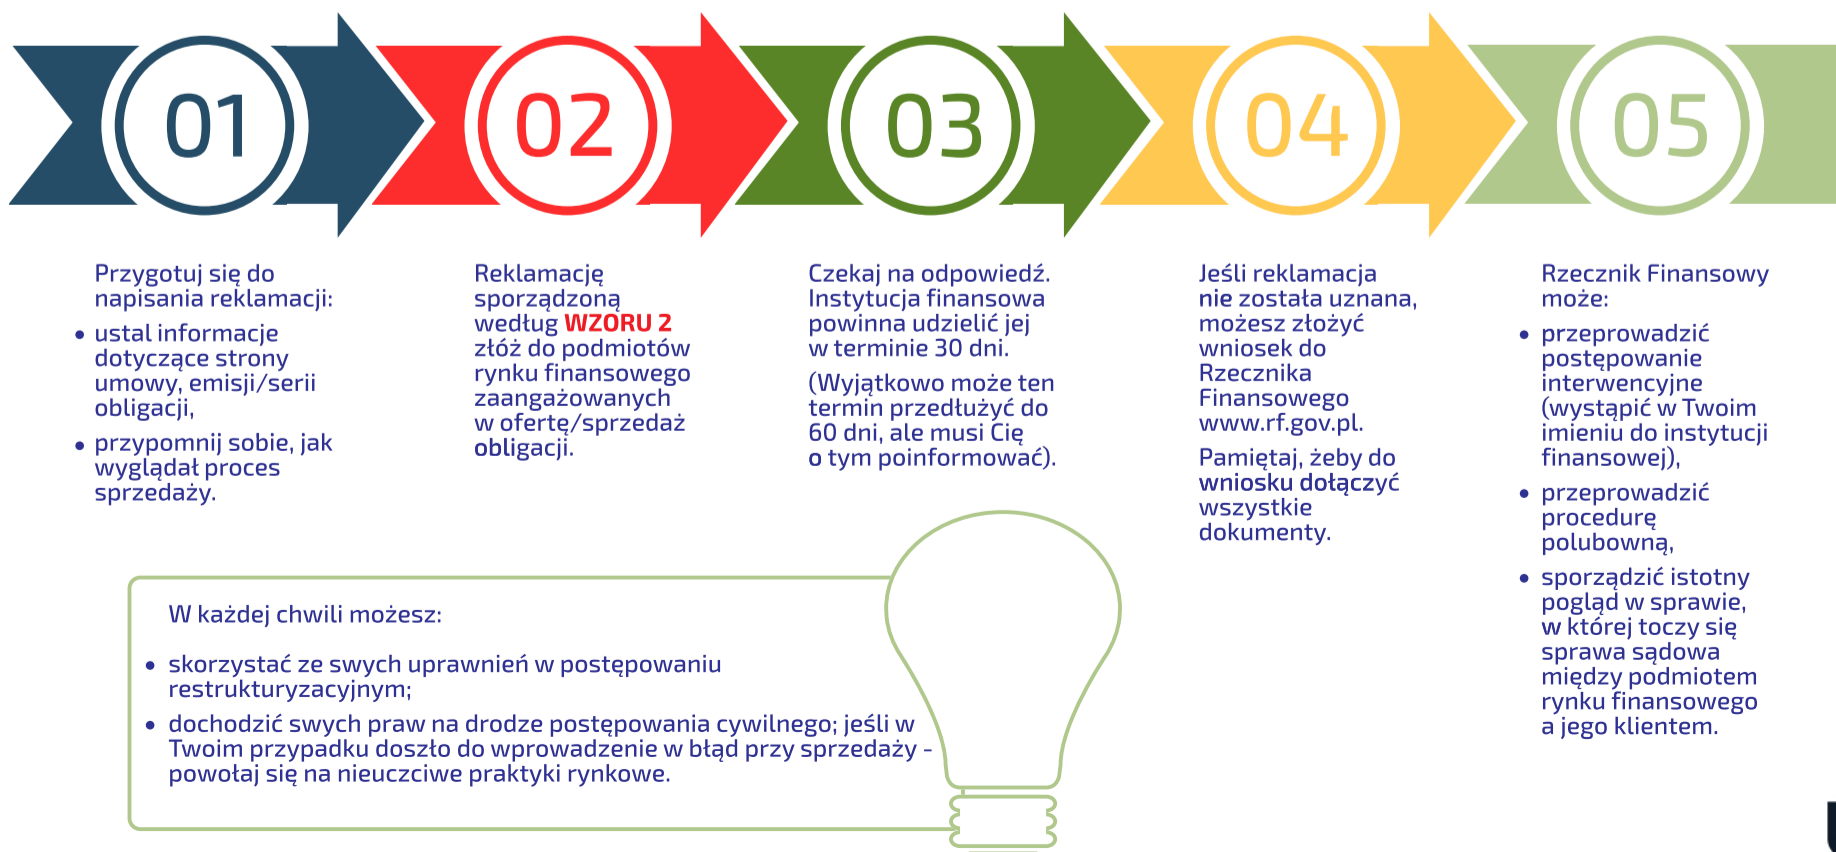 01
Przygotuj się do
napisania reklamacji:
• ustal informacje
dotyczące strony
umowy, emisji/serii
obligacji,
• przypomnij sobie, jak
wyglądał proces
sprzedaży.
02
Reklamację
sporządzoną
według WZORU 2
złóż do podmiotów
rynku finansowego
zaangażowanych
w ofertę/sprzedaż
obligacji.
03
Czekaj na odpowiedź.
Instytucja finansowa
powinna udzielić jej
w terminie 30 dni.
(Wyjątkowo może ten
termin przedłużyć do
60 dni, ale musi Cię
o tym poinformować).
04
Jeśli reklamacja
nie została uznana,
możesz złożyć
wniosek do
Rzecznika
Finansowego
www.rf.gov.pl.
Pamiętaj, żeby do
wniosku dołączyć
wszystkie
dokumenty.
05
Rzecznik Finansowy
może:
• przeprowadzić
postępowanie
interwencyjne
(wystąpić w Twoim
imieniu do instytucji
finansowej),
• przeprowadzić
procedurę
polubowną,
• sporządzić istotny
pogląd w sprawie,
w której toczy się
sprawa sądowa
między podmiotem
rynku finansowego
a jego klientem.
W każdej chwili możesz:
• skorzystać ze swych uprawnień w postępowaniu
restrukturyzacyjnym;
• dochodzić swych praw na drodze postępowania cywilnego; jeśli w
Twoim przypadku doszło do wprowadzenie w błąd przy sprzedaży -
powołaj się na nieuczciwe praktyki rynkowe.